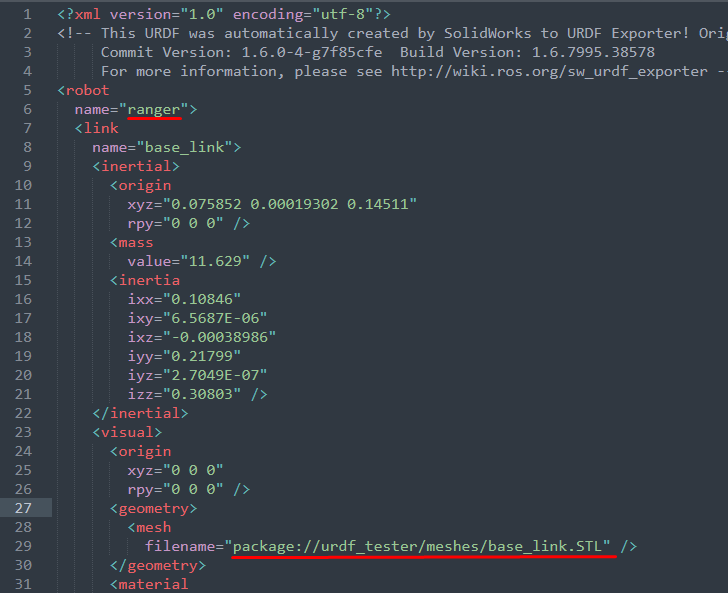 1 <?xml version="1.0" encoding="utf-8"?>
2 <!-- This URDF was automatically created by SolidWorks to URDF Exporter! Ori
3 Commit Version: 1.6.0-4-g7f85cfe  Build Version: 1.6.7995.38578
4 For more information, please see http://wiki.ros.org/sw_urdf_exporter --
5 <robot
6 name="ranger">
7 <link
8 name="base_link">
9 <inertial>
10 <origin
11 xyz="0.075852 0.00019302 0.14511"
12 rpy="0 0 0" />
13 <mass
14 value="11.629" />
15 <inertia
16 ixx="0.10846"
17 ixy="6.5687E-06"
18 ixz="-0.00038986"
19 iyy="0.21799"
20 iyz="2.7049E-07"
21 izz="0.30803" />
22 </inertial>
23 <visual>
24 <origin
25 xyz="0 0 0"
26 rpy="0 0 0" />
27 <geometry>
28 <mesh
29 filename="package://urdf_tester/meshes/base_link.STL" />
30 </geometry>
31 <material